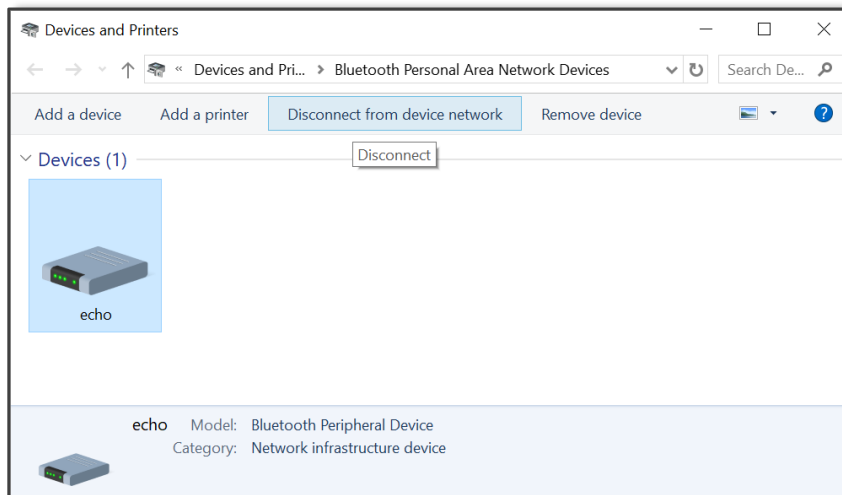 Devices and Printers
« Devices and Pri... > Bluetooth Personal Area Network Devices Search De...
Add a device Add a printer Disconnect from device network Remove device ?
Devices (1)
Disconnect
echo
echo Model: Bluetooth Peripheral Device
Category: Network infrastructure device